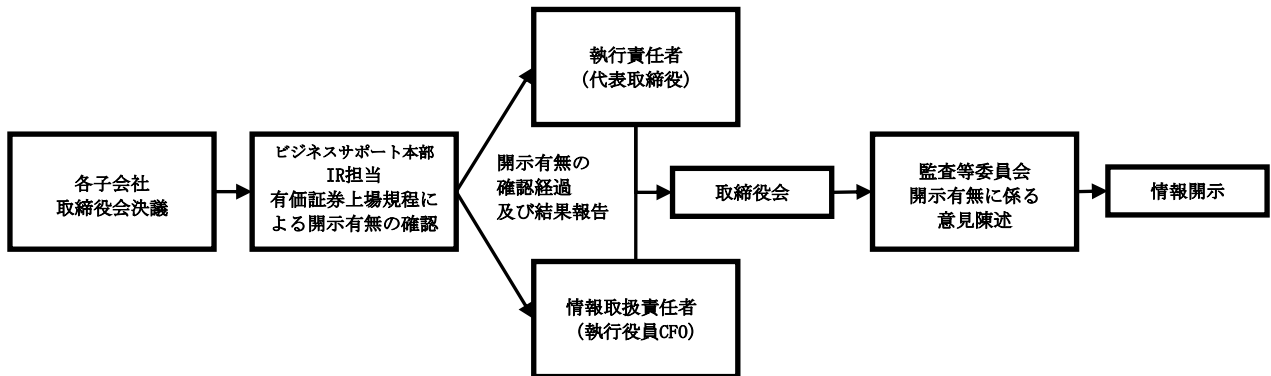 各子会社
取締役会決議
ビジネスサポート本部
IR担当
有価証券上場規程に
よる開示有無の確認
執行責任者
(代表取締役)
開示有無の
確認経過
及び結果報告
情報取扱責任者
(執行役員CFO)
取締役会
監査等委員会
開示有無に係る
意見陳述
情報開示